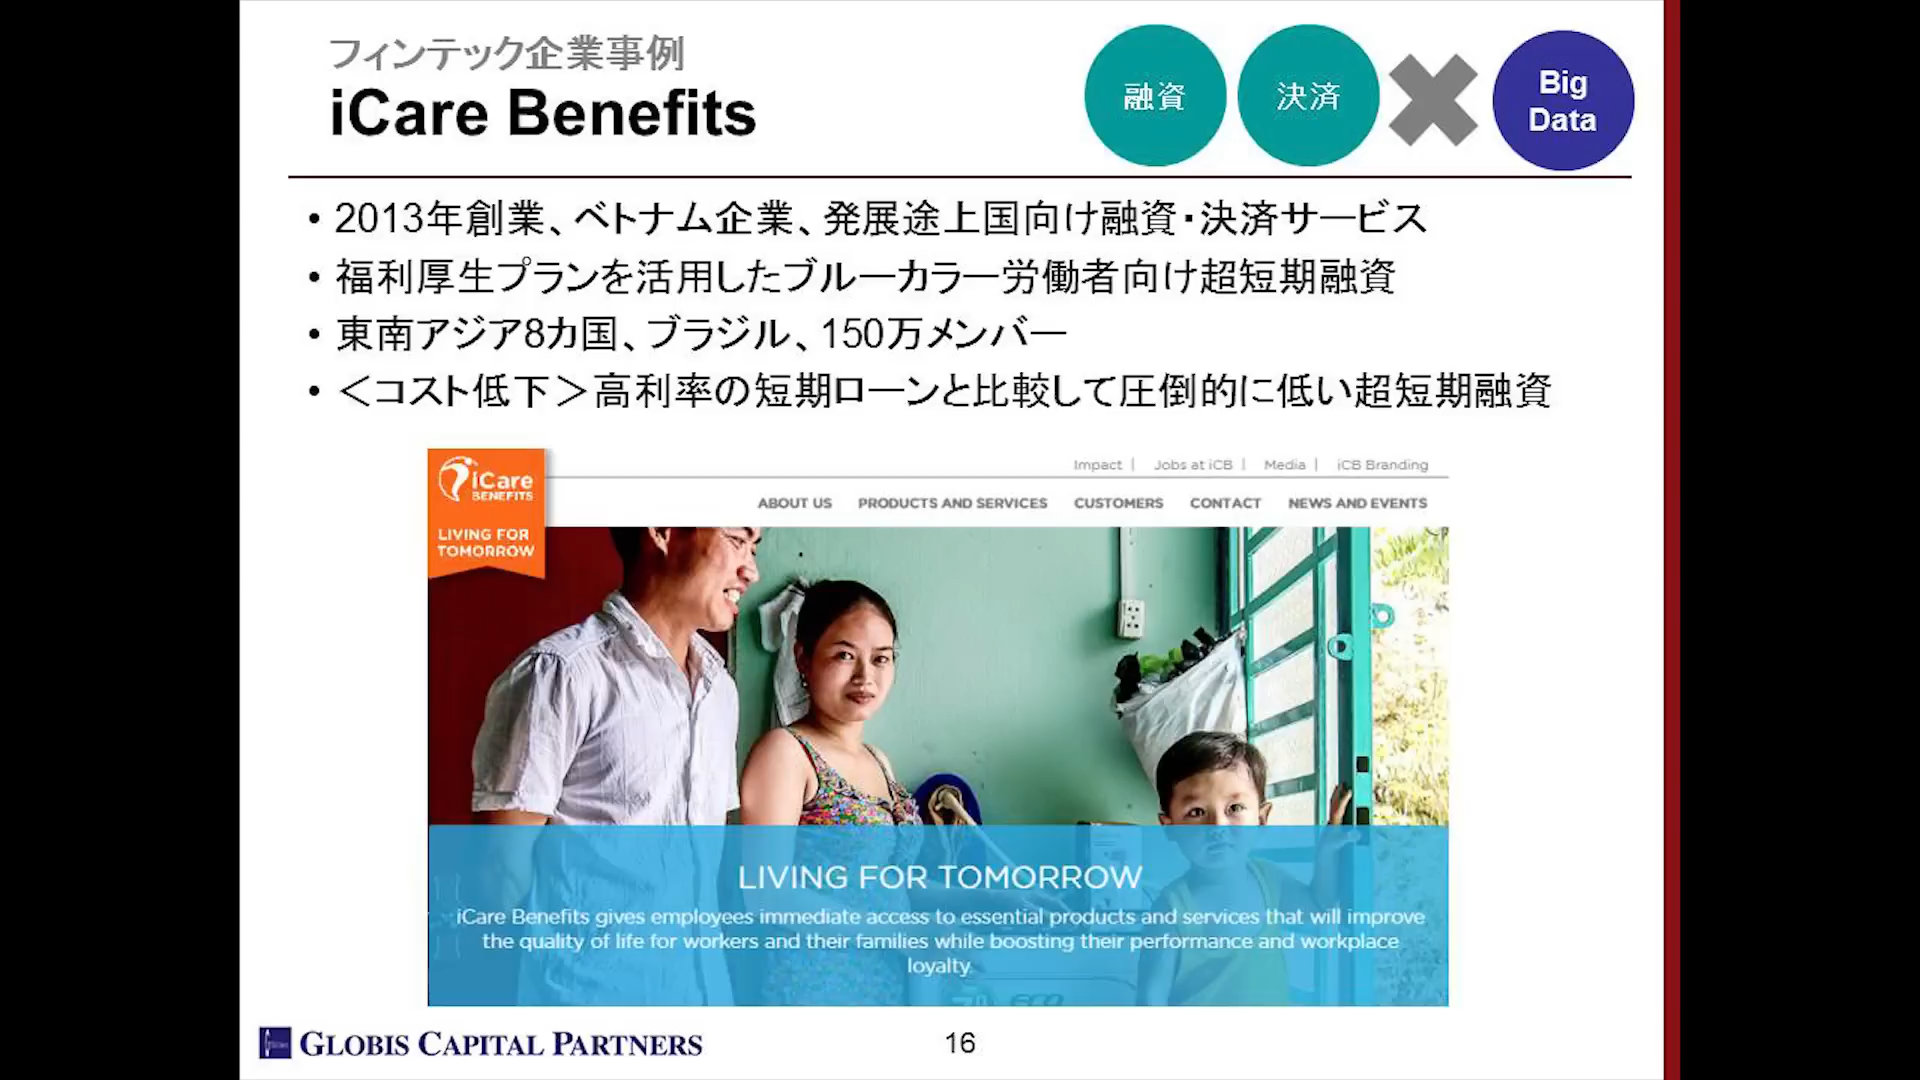 フィンテック企業事例
iCare Benefits
融資
決済
Big
Data
• 2013年創業、ベトナム企業、発展途上国向け融資・決済サービス
• 福利厚生プランを活用したブルーカラー労働者向け超短期融資
• 東南アジア8カ国、ブラジル、150万メンバー
• ＜コスト低下＞高利率の短期ローンと比較して圧倒的に低い超短期融資
iCare
BENEFITS
LIVING FOR
TOMORROW
Impact | Jobs at iCB | Media | iCB Branding
ABOUT US PRODUCTS AND SERVICES CUSTOMERS CONTACT NEWS AND EVENTS
LIVING FOR TOMORROW
iCare Benefits gives employees immediate access to essential products and services that will improve
the quality of life for workers and their families while boosting their performance and workplace
loyalty.
GLOBIS CAPITAL PARTNERS
16